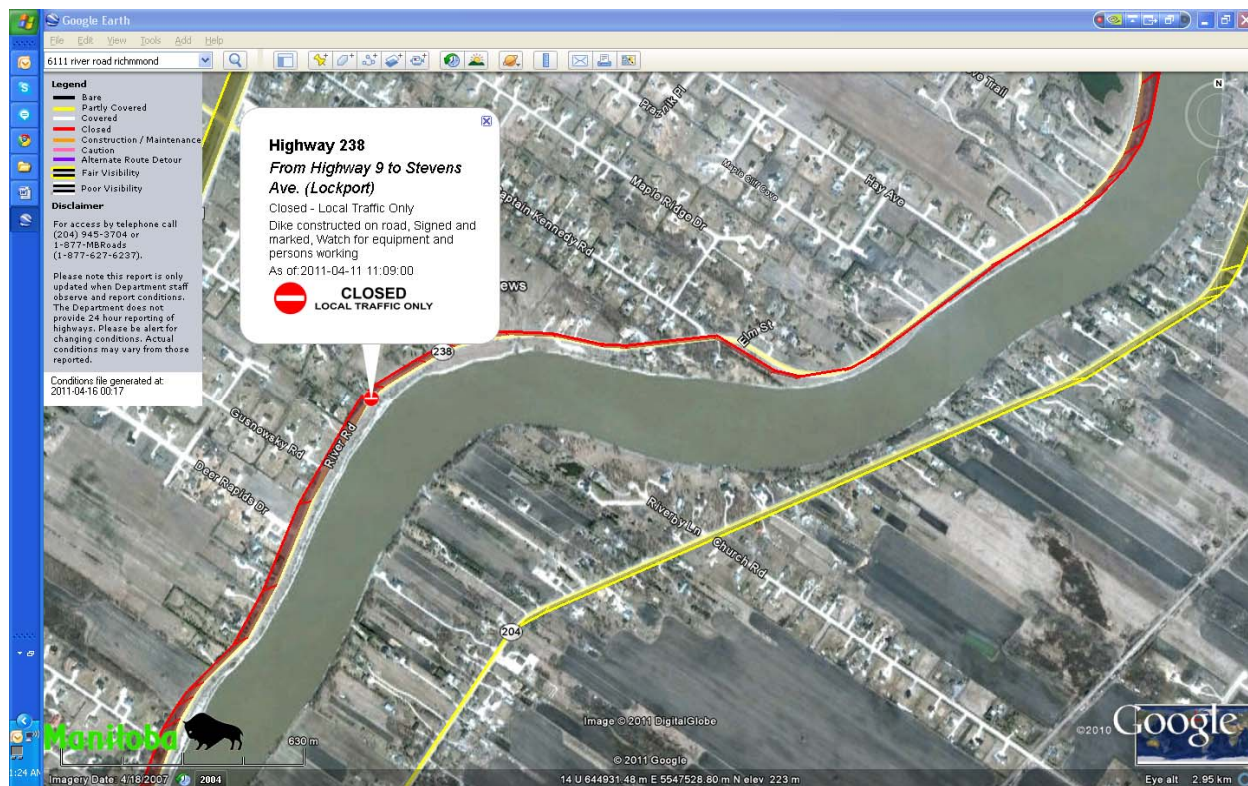 Google Earth
File Edit View Tools Add Help
6111 river road richmmond
Legend
Bare
Partly Covered
Covered
Closed
Construction / Maintenance
Caution
Alternate Route Detour
Fair Visibility
Poor Visibility
Disclaimer
For access by telephone call
(204) 945-3704 or
1-877-MBRoads
(1-877-627-6237).
Please note this report is only
updated when Department staff
observe and report conditions.
The Department does not
provide 24 hour reporting of
highways. Please be alert for
changing conditions. Actual
conditions may vary from those
reported.
Conditions file generated at:
2011-04-16 00:17
Highway 238
From Highway 9 to Stevens
Ave. (Lockport)
Closed - Local Traffic Only
Dike constructed on road, Signed and
marked, Watch for equipment and
persons working
As of:2011-04-11 11:09:00
CLOSED
LOCAL TRAFFIC ONLY
Praznik Pl
Trail
N
Maple Cliff Cove
Hay Ave
Maple Ridge Dr
Captain Kennedy Rd
ews
Elm St
238
River Rd
Gusnowsky Rd
Deer Rapids Dr
Riverby Ln
Church Rd
204
Manitoba
630 m
Image © 2011 DigitalGlobe
© 2011 Google
©2010 Google
1:24 AM
Imagery Date: 4/18/2007
2004
14 U 644931.48 m E 5547528.80 m N elev 223 m
Eye alt 2.95 km